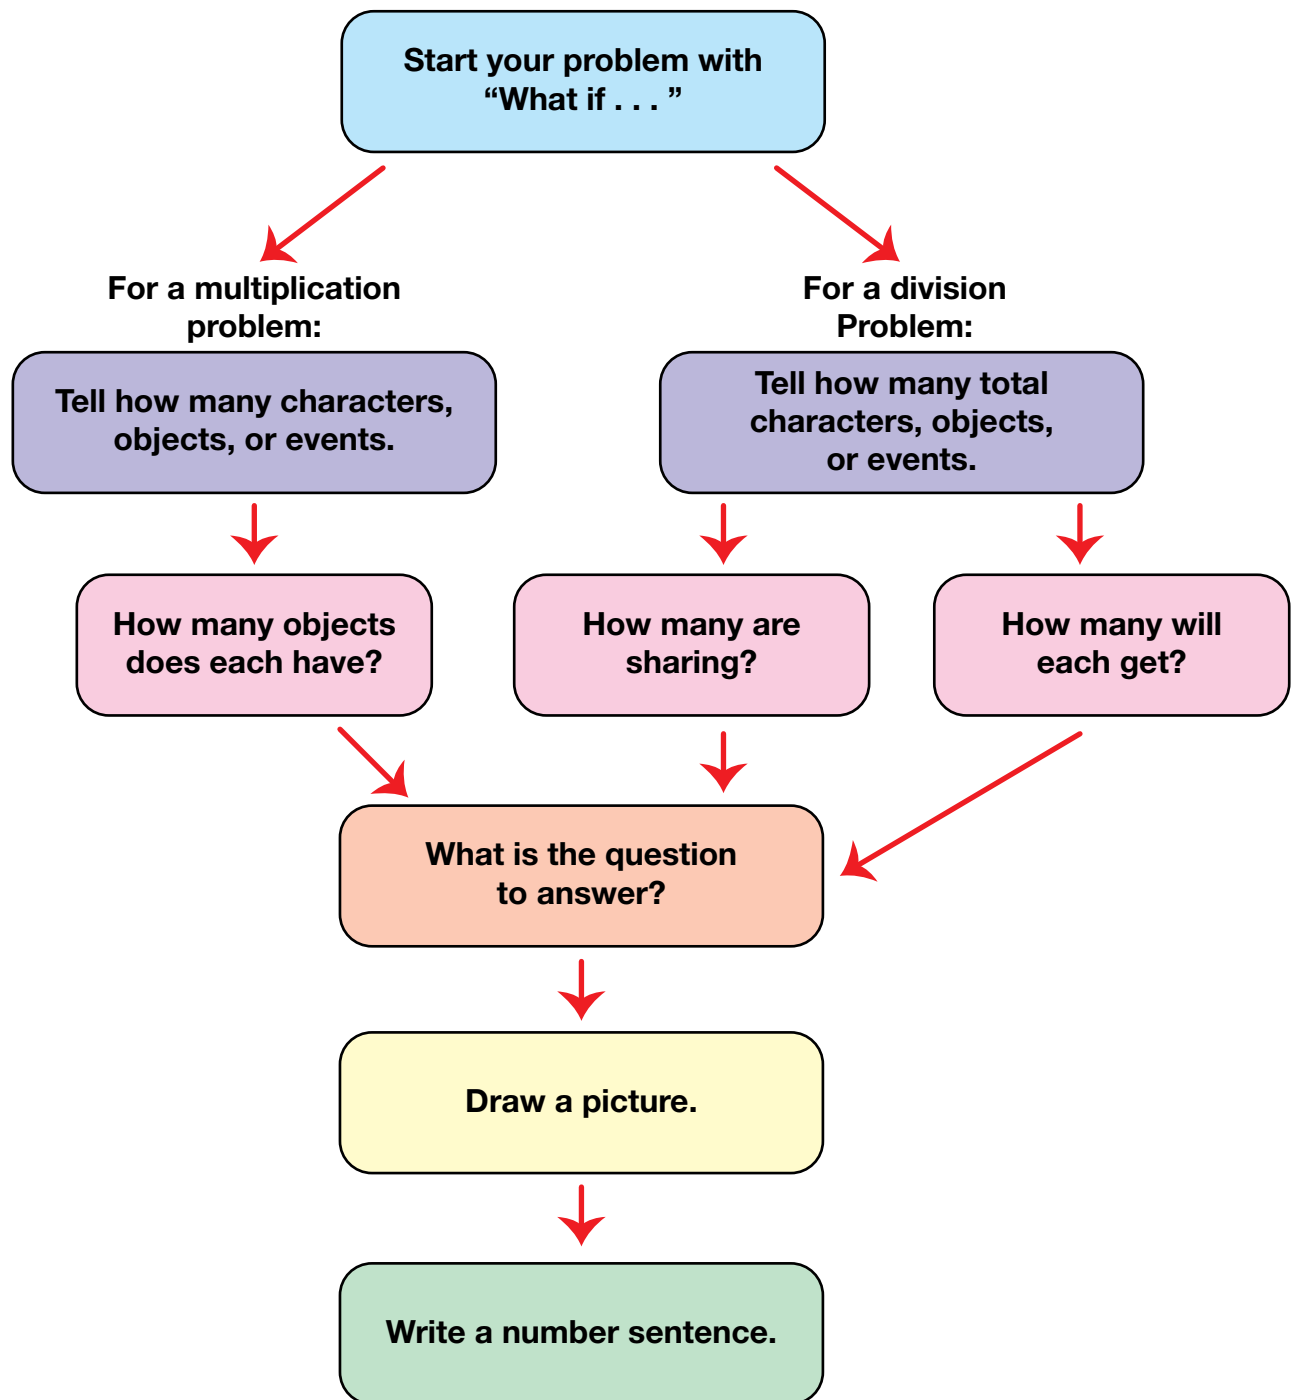 Start your problem with
“What if . . . ”
For a multiplication
problem:
Tell how many characters,
objects, or events.
How many objects
does each have?
For a division
Problem:
Tell how many total
characters, objects,
or events.
How many are
sharing?
How many will
each get?
What is the question
to answer?
Draw a picture.
Write a number sentence.